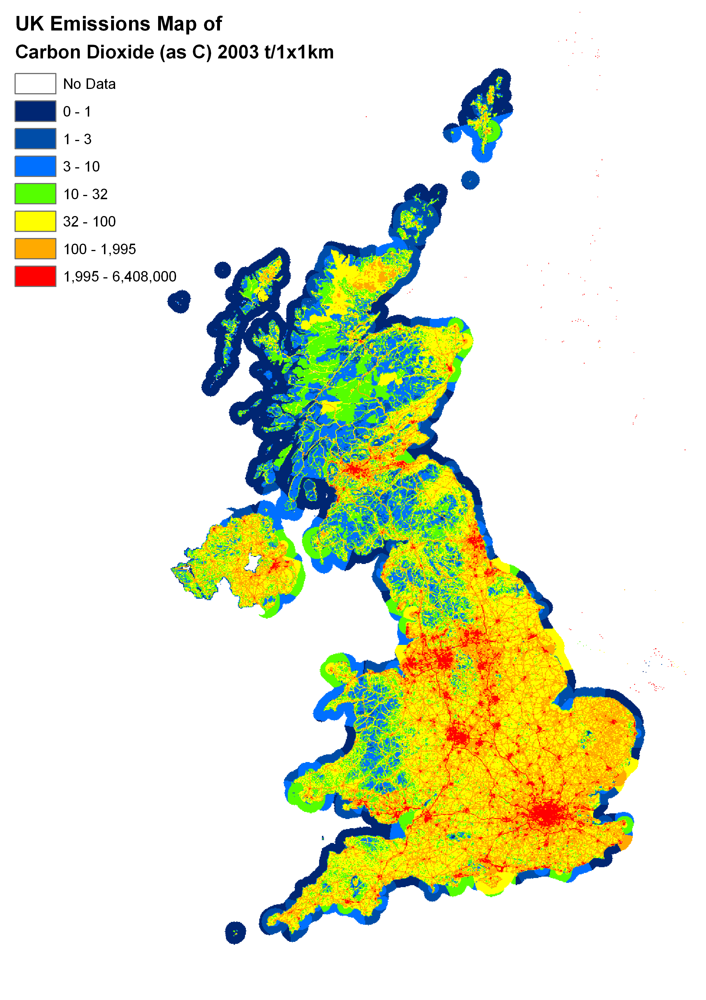 UK Emissions Map of
Carbon Dioxide (as C) 2003 t/1x1km
No Data
0 - 1
1 - 3
3 - 10
10 - 32
32 - 100
100 - 1,995
1,995 - 6,408,000